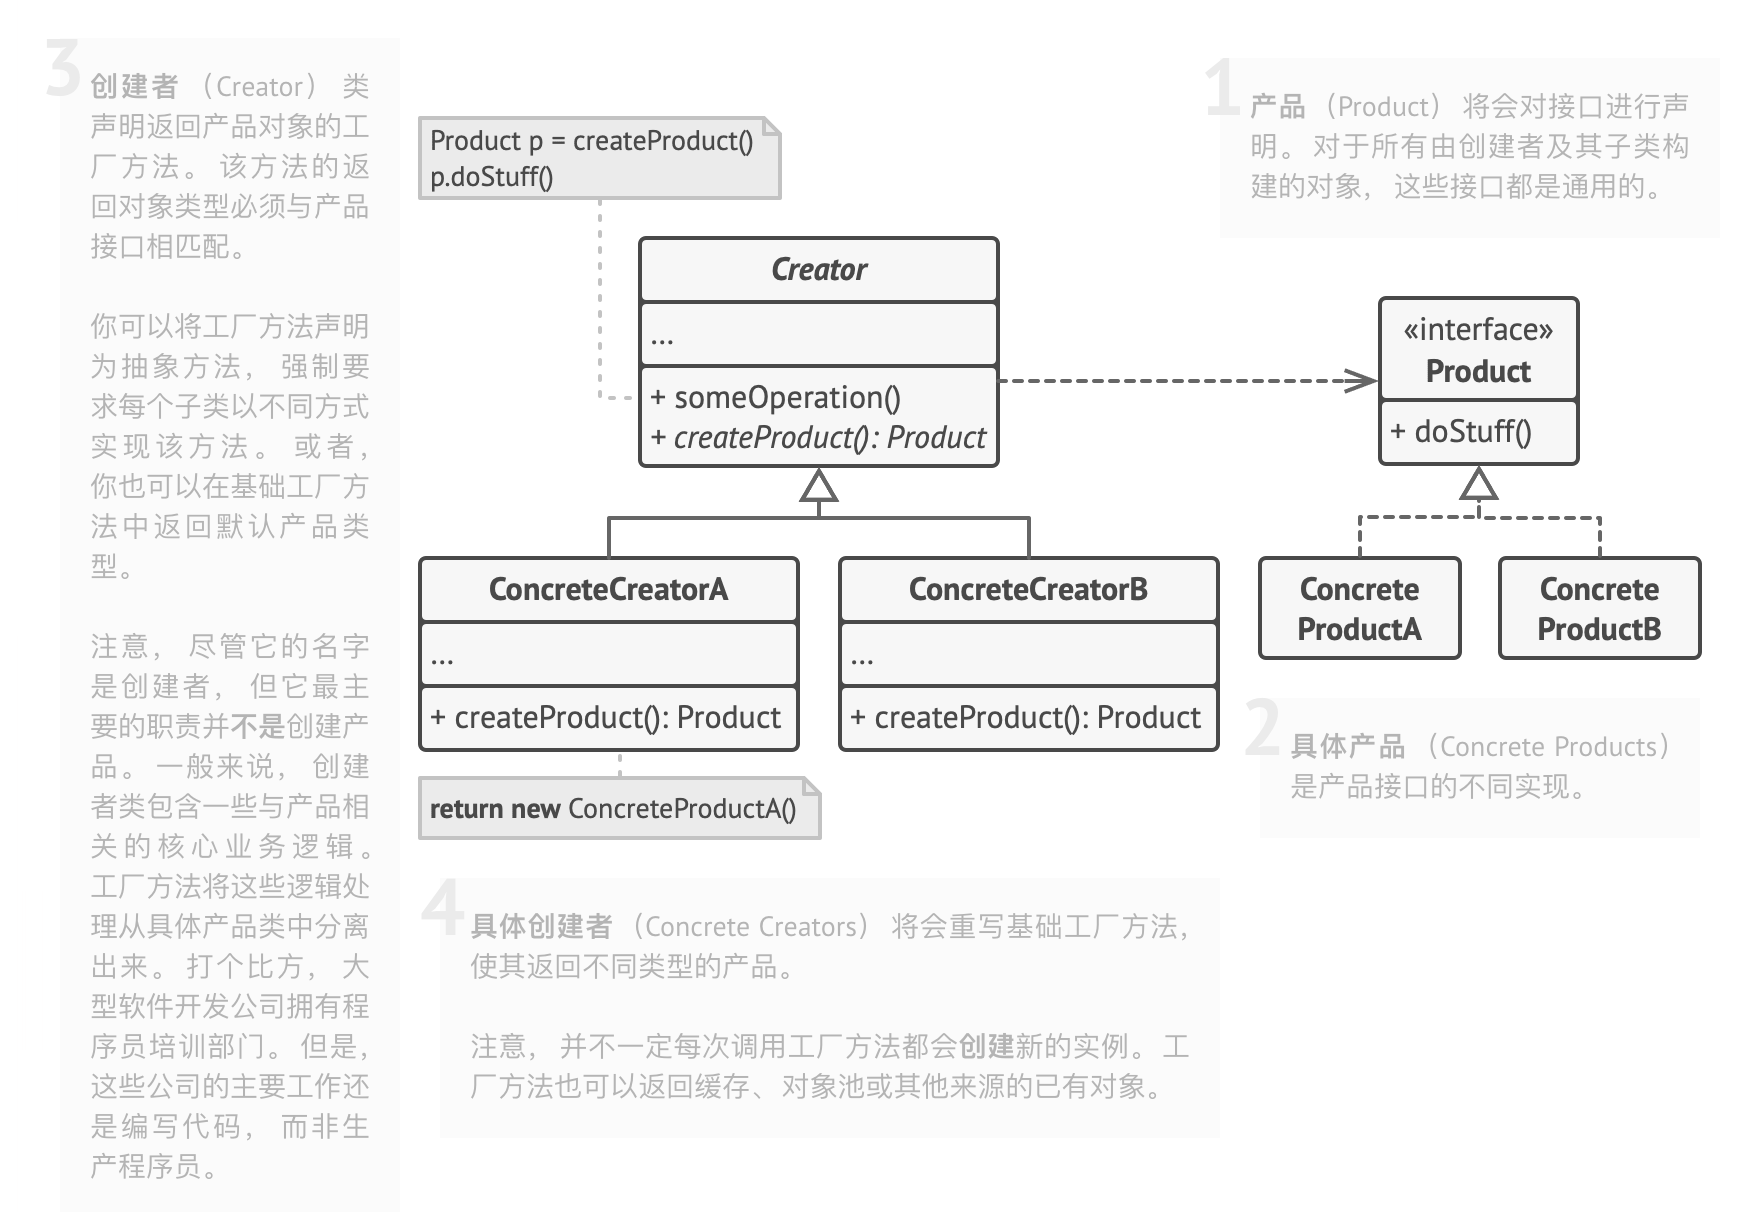 3
创建者 （Creator） 类
声明返回产品对象的工
厂方法。 该方法的返
回对象类型必须与产品
接口相匹配。
你可以将工厂方法声明
为抽象方法， 强制要
求每个子类以不同方式
实现该方法。 或者，
你也可以在基础工厂方
法中返回默认产品类
型。
注意， 尽管它的名字
是创建者， 但它最主
要的职责并不是创建产
品。 一般来说， 创建
者类包含一些与产品相
关的核心业务逻辑。
工厂方法将这些逻辑处
理从具体产品类中分离
出来。 打个比方， 大
型软件开发公司拥有程
序员培训部门。 但是，
这些公司的主要工作还
是编写代码， 而非生
产程序员。
Product p = createProduct()
p.doStuff()
Creator
...
+ someOperation()
+ createProduct(): Product
1
产品 （Product） 将会对接口进行声
明。 对于所有由创建者及其子类构
建的对象， 这些接口都是通用的。
«interface»
Product
+ doStuff()
ConcreteCreatorA
...
+ createProduct(): Product
ConcreteCreatorB
...
+ createProduct(): Product
Concrete
ProductA
Concrete
ProductB
return new ConcreteProductA()
2
具体产品 （Concrete Products）
是产品接口的不同实现。
4
具体创建者 （Concrete Creators） 将会重写基础工厂方法，
使其返回不同类型的产品。
注意， 并不一定每次调用工厂方法都会创建新的实例。 工
厂方法也可以返回缓存、 对象池或其他来源的已有对象。